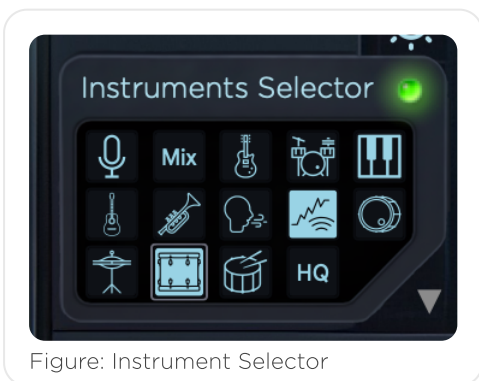 Instruments Selector
Mix
HQ
Figure: Instrument Selector